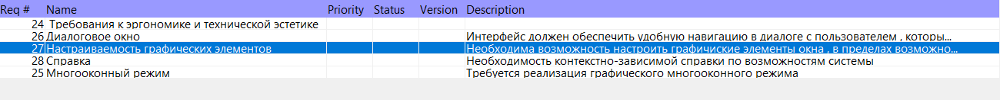 Req # Name Priority Status Version Description
24 Требования к эргономике и технической эстетике
26 Диалоговое окно Интерфейс должен обеспечить удобную навигацию в диалоге с пользователем , которы...
27 Настраиваемость графических элементов Необходима возможность настроить графичиские элементы окна , в пределах возможно...
28 Справка Необходимость контекстно-зависимой справки по возможностям системы
25 Многооконный режим Требуется реализация графического многооконного режима